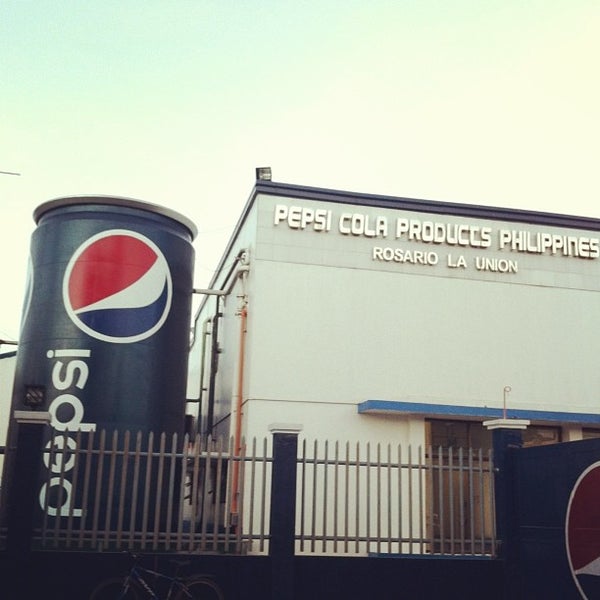 PEPSI COLA PRODUCCS PHILIPPINES
ROSARIO LA UNION
pepsi